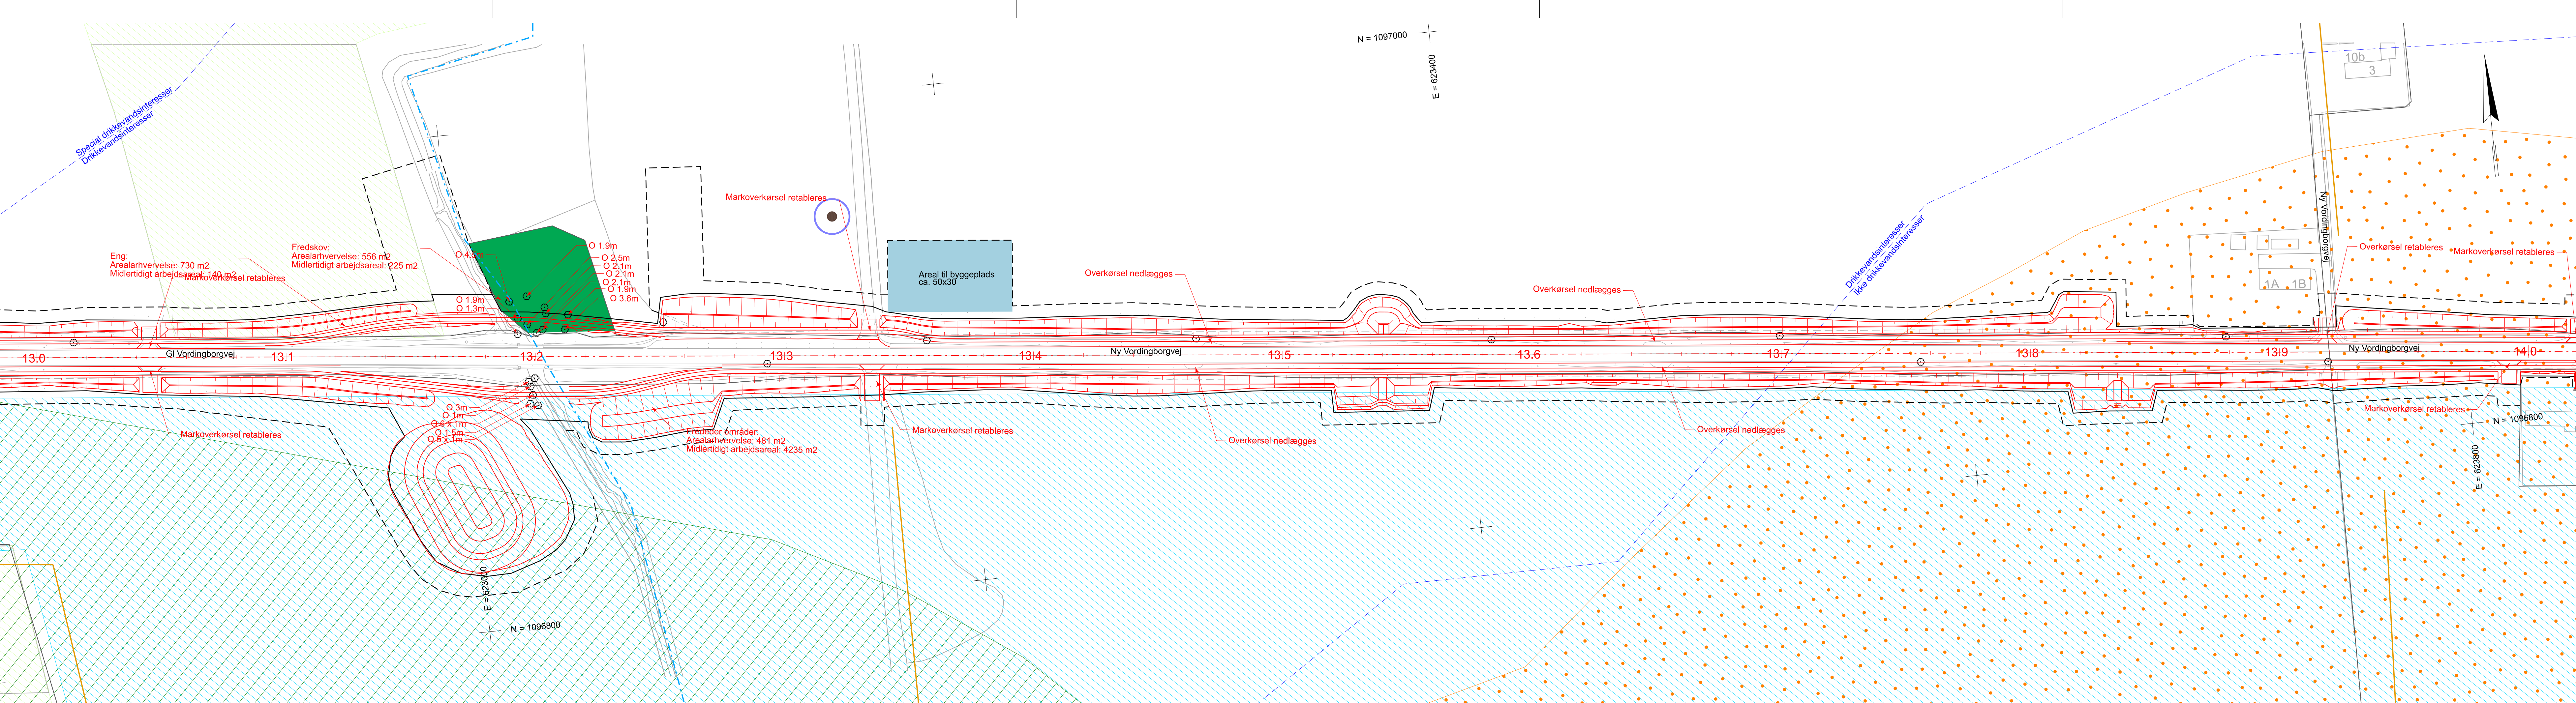 N = 1097000
E = 623400
10b
3
Special drikkevandsinteresser
Drikkevandsinteresser
Markoverkørsel retableres
Ny Vordingborgvej
Drikkevandsinteresser
Ikke drikkevandsinteresser
Eng:
Arealarhvervelse: 730 m2
Midlertidigt arbejdsareal: 140 m2
Markoverkørsel retableres
Fredskov:
Arealarhvervelse: 556 m2
Midlertidigt arbejdsareal: 225 m2
O 1.9m
O 2.5m
O 2.1m
O 2.1m
O 2.1m
O 1.9m
O 3.6m
O 1.9m
O 1.3m
Areal til byggeplads
ca. 50x30
Overkørsel nedlægges
Overkørsel nedlægges
Overkørsel retableres
Markoverkørsel retableres
1A
1B
13.0
Gl Vordingborgvej
13.1
13.2
13.3
13.4
Ny Vordingborgvej
13.5
13.6
13.7
13.8
13.9
Ny Vordingborgvej
14.0
O 3m
O 1m
O 6 x 1m
O 1.5m
O 5 x 1m
Markoverkørsel retableres
Frededer områder:
Arealarhvervelse: 481 m2
Midlertidigt arbejdsareal: 4235 m2
Markoverkørsel retableres
Overkørsel nedlægges
Overkørsel nedlægges
Markoverkørsel retableres
N = 1096800
E = 623800
E = 623000
N = 1096800